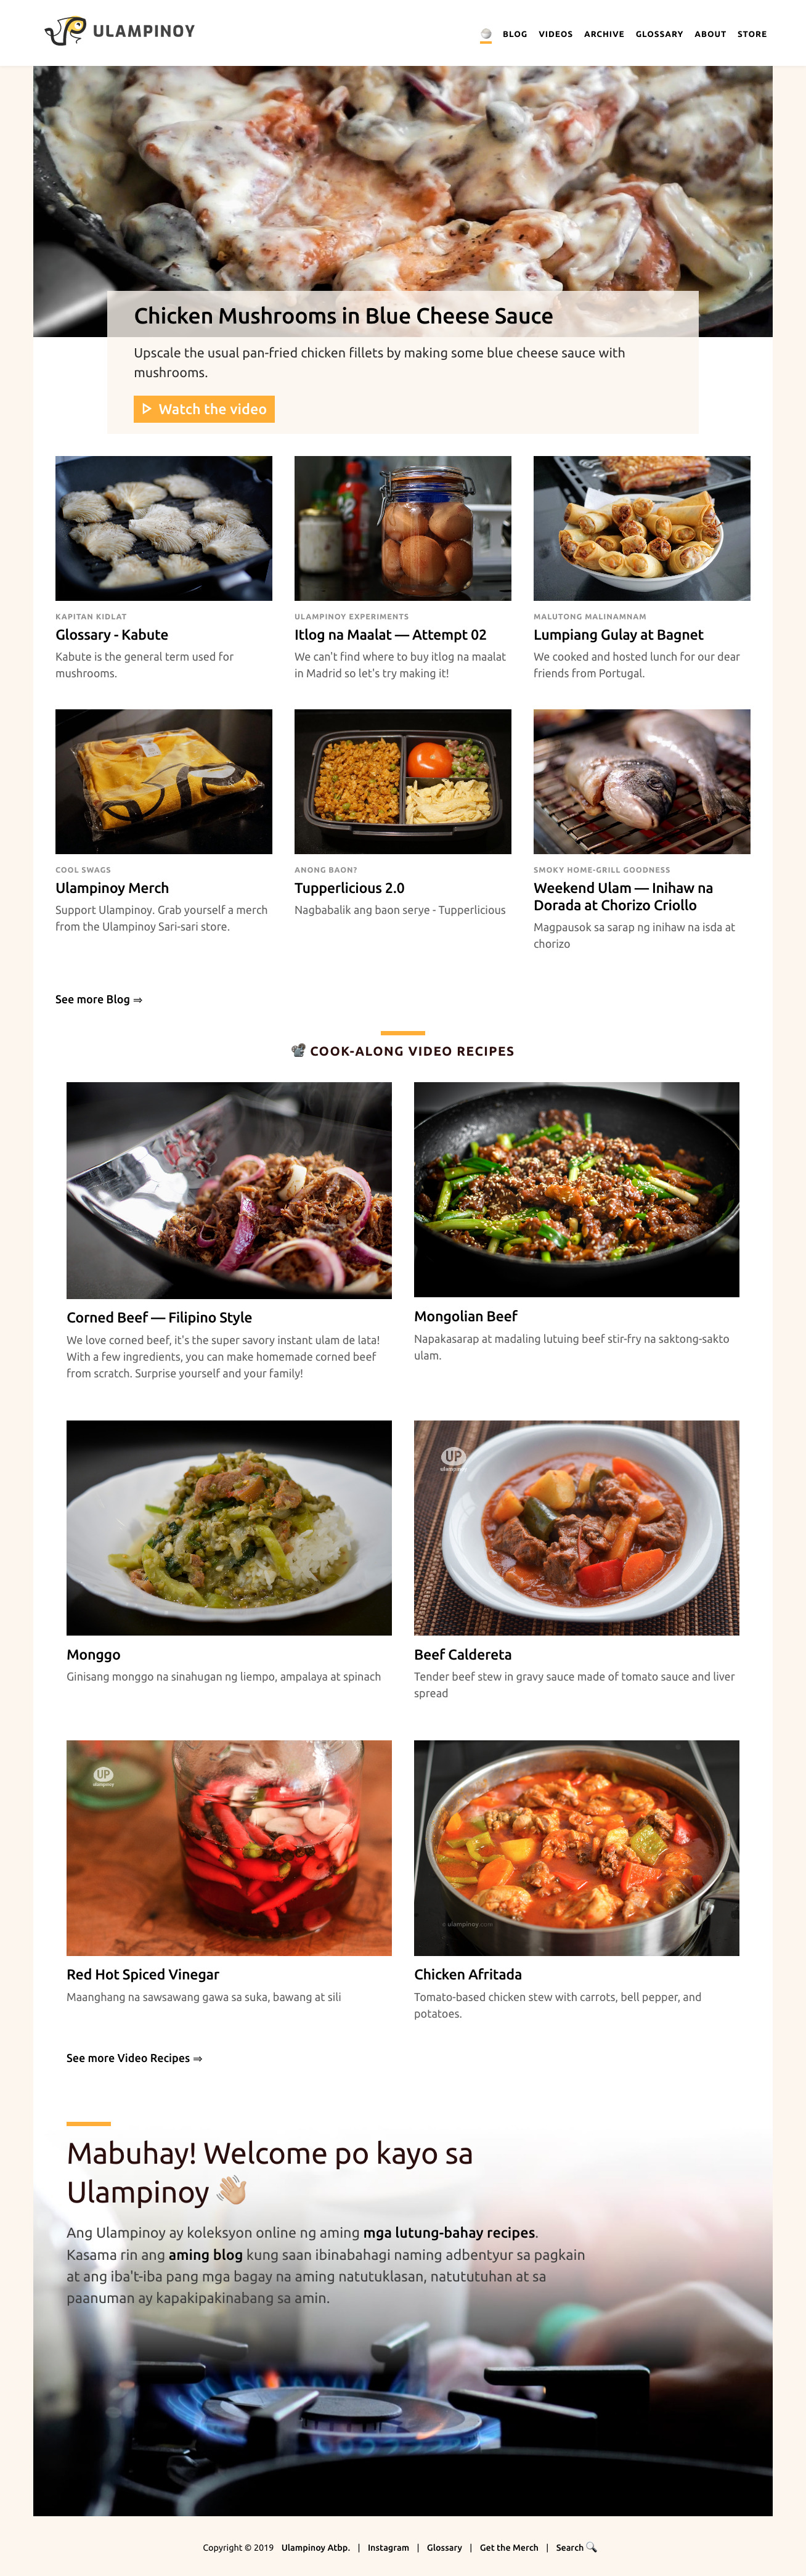 ULAMPINOY
BLOG VIDEOS ARCHIVE GLOSSARY ABOUT STORE
Chicken Mushrooms in Blue Cheese Sauce
Upscale the usual pan-fried chicken fillets by making some blue cheese sauce with
mushrooms.
Watch the video
KAPITAN KIDLAT
Glossary - Kabute
Kabute is the general term used for
mushrooms.
ULAMPINOY EXPERIMENTS
Itlog na Maalat — Attempt 02
We can't find where to buy itlog na maalat
in Madrid so let's try making it!
MALUTONG MALINAMNAM
Lumpiang Gulay at Bagnet
We cooked and hosted lunch for our dear
friends from Portugal.
COOL SWAGS
Ulampinoy Merch
Support Ulampinoy. Grab yourself a merch
from the Ulampinoy Sari-sari store.
ANONG BAON?
Tupperlicious 2.0
Nagbabalik ang baon serye - Tupperlicious
SMOKY HOME-GRILL GOODNESS
Weekend Ulam — Inihaw na
Dorada at Chorizo Criollo
Magpausok sa sarap ng inihaw na isda at
chorizo
See more Blog ⇒
COOK-ALONG VIDEO RECIPES
Corned Beef — Filipino Style
We love corned beef, it's the super savory instant ulam de lata!
With a few ingredients, you can make homemade corned beef
from scratch. Surprise yourself and your family!
Mongolian Beef
Napakasarap at madaling lutuing beef stir-fry na saktong-sakto
ulam.
Monggo
Ginisang monggo na sinahugan ng liempo, ampalaya at spinach
UP
ulampinoy
Beef Caldereta
Tender beef stew in gravy sauce made of tomato sauce and liver
spread
UP
ulampinoy
Red Hot Spiced Vinegar
Maanghang na sawsawang gawa sa suka, bawang at sili
ulampinoy.com
Chicken Afritada
Tomato-based chicken stew with carrots, bell pepper, and
potatoes.
See more Video Recipes ⇒
Mabuhay! Welcome po kayo sa
Ulampinoy 👋🏼
Ang Ulampinoy ay koleksyon online ng aming mga lutung-bahay recipes.
Kasama rin ang aming blog kung saan ibinabahagi naming adbentyur sa pagkain
at ang iba't-tiba pang mga bagay na aming natutuklasan, natututuhan at sa
paanuman ay kapakipakinabang sa amin.
Copyright © 2019 Ulampinoy Atbp. | Instagram | Glossary | Get the Merch | Search 🔍